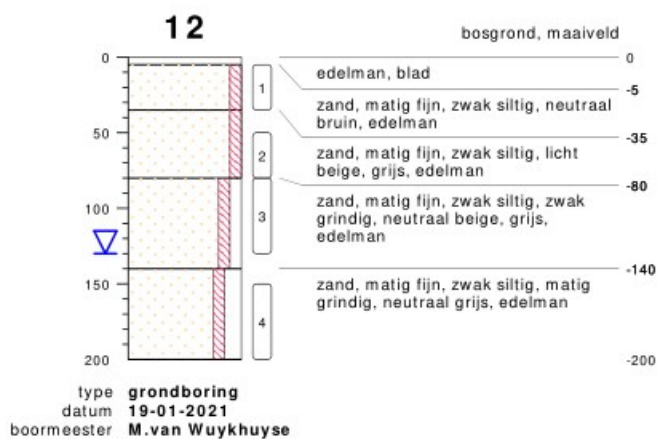 12
bosgrond, maaiveld
0
0
edelman, blad
-5
1
zand, matig fijn, zwak siltig, neutraal
bruin, edelman
-35
50
2
zand, matig fijn, zwak siltig, licht
beige, grijs, edelman
-80
100
3
zand, matig fijn, zwak siltig, zwak
grindig, neutraal beige, grijs,
edelman
-140
150
4
zand, matig fijn, zwak siltig, matig
grindig, neutraal grijs, edelman
200
-200
type grondboring
datum 19-01-2021
boormeester M.van Wuykhuyse